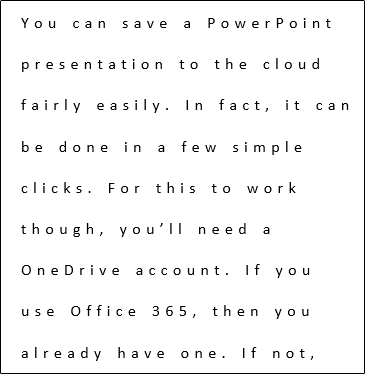 You can save a PowerPoint
presentation to the cloud
fairly easily. In fact, it can
be done in a few simple
clicks. For this to work
though, you’ll need a
OneDrive account. If you
use Office 365, then you
already have one. If not,